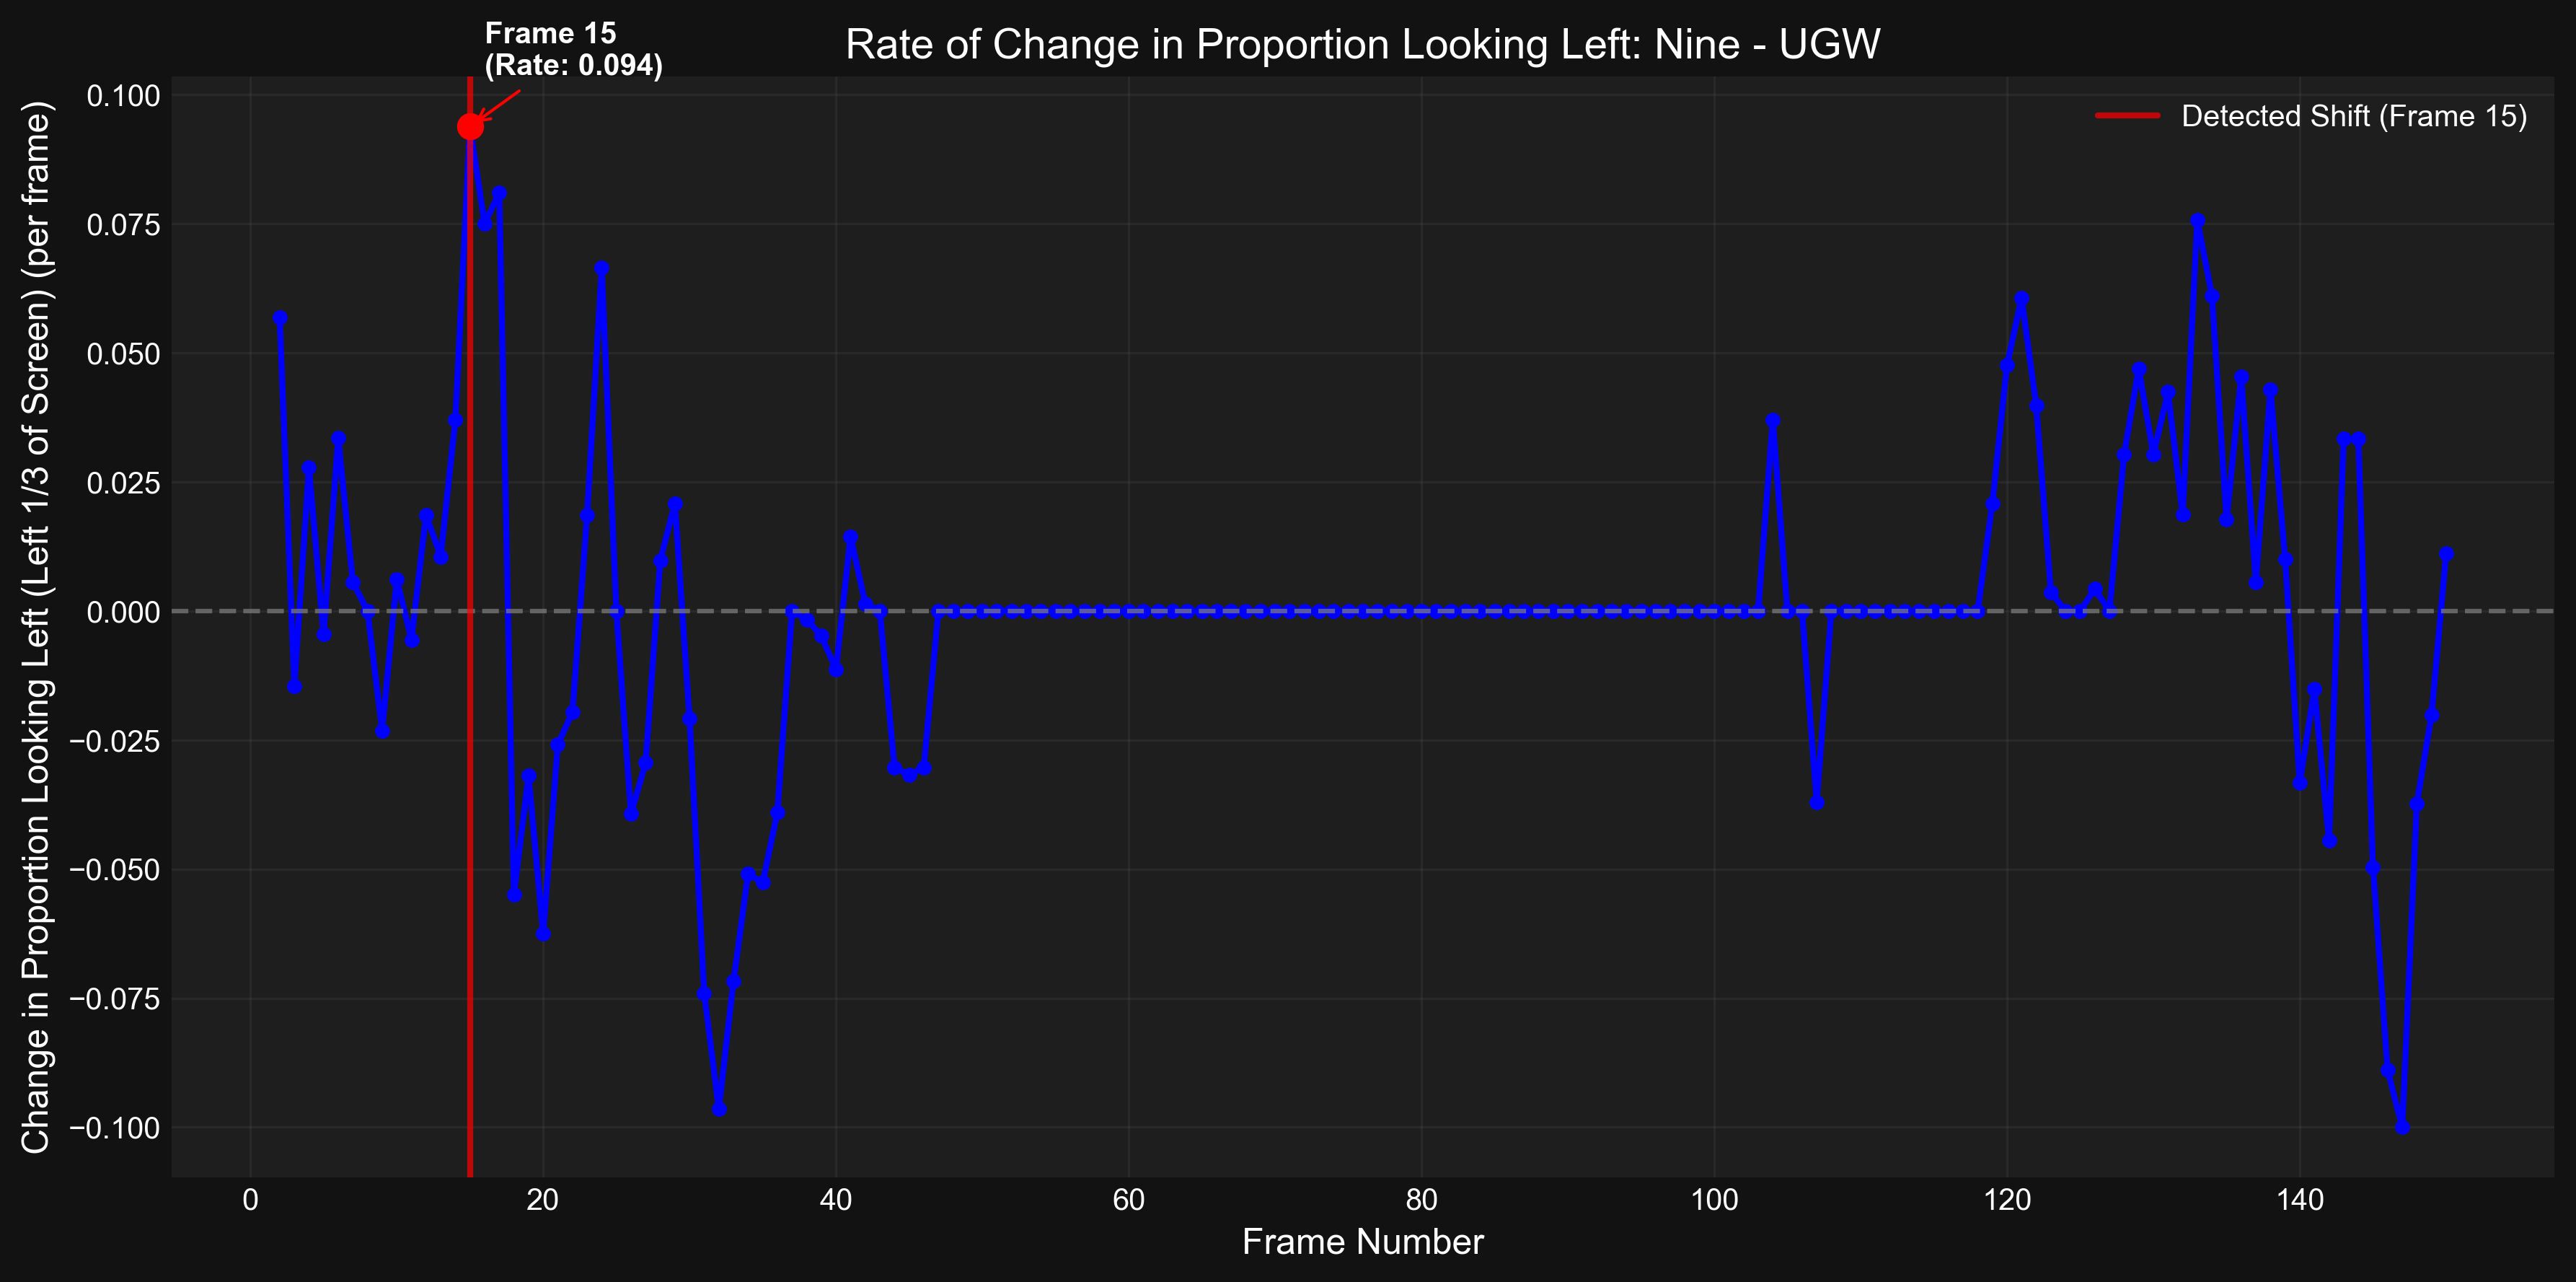 Frame 15
(Rate: 0.094)
Rate of Change in Proportion Looking Left: Nine - UGW
Detected Shift (Frame 15)
Change in Proportion Looking Left (Left 1/3 of Screen) (per frame)
0.100
0.075
0.050
0.025
0.000
−0.025
−0.050
−0.075
−0.100
0 20 40 60 80 100 120 140
Frame Number